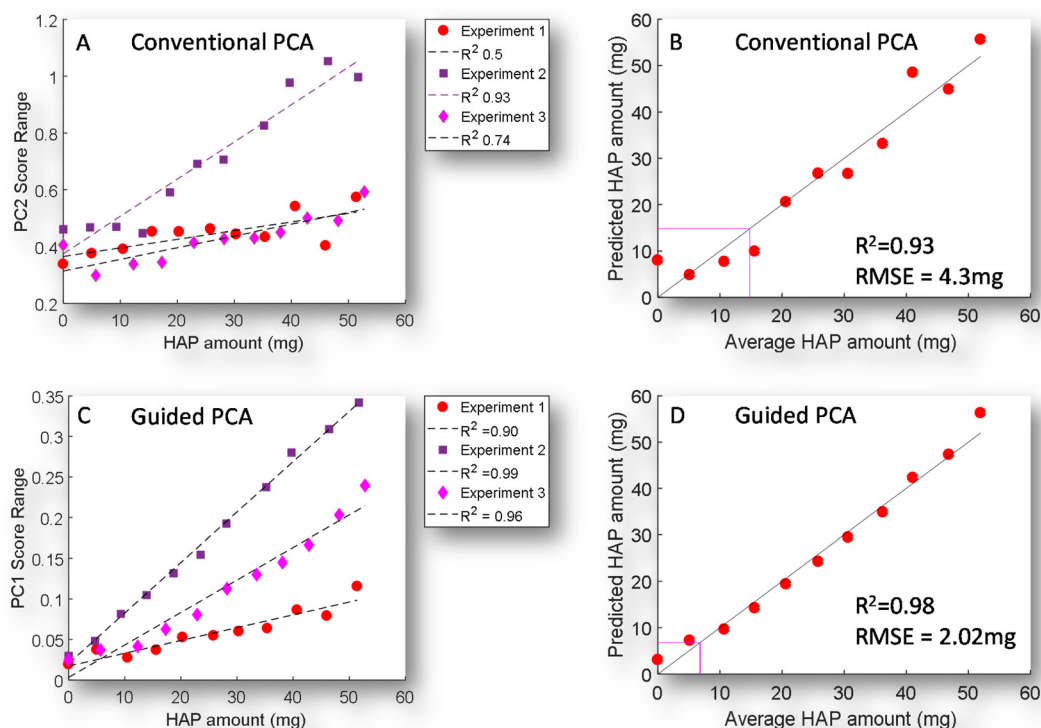 A Conventional PCA
PC2 Score Range
1.2
1
0.8
0.6
0.4
0.2
0 10 20 30 40 50 60
HAP amount (mg)
Experiment 1
R² 0.5
Experiment 2
R² 0.93
Experiment 3
R² 0.74
B Conventional PCA
Predicted HAP amount (mg)
60
50
40
30
20
10
0
R²=0.93
RMSE = 4.3mg
0 10 20 30 40 50 60
Average HAP amount (mg)
C Guided PCA
PC1 Score Range
0.35
0.3
0.25
0.2
0.15
0.1
0.05
0
0 10 20 30 40 50 60
HAP amount (mg)
Experiment 1
R² =0.90
Experiment 2
R² =0.99
Experiment 3
R² = 0.96
D Guided PCA
Predicted HAP amount (mg)
60
50
40
30
20
10
0
R²=0.98
RMSE = 2.02mg
0 10 20 30 40 50 60
Average HAP amount (mg)